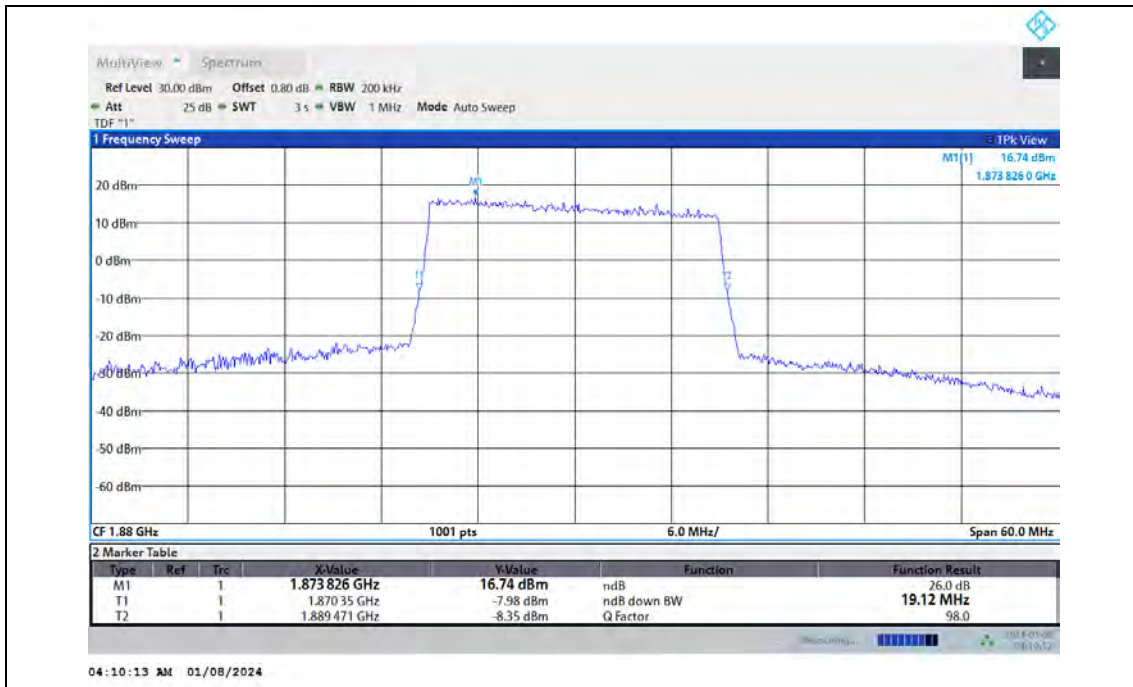 MultiView Spectrum
Ref Level 30.00 dBm Offset 0.80 dB RBW 200 kHz
Att 25 dB SWT 3 s VBW 1 MHz Mode Auto Sweep
TDF "1"
1 Frequency Sweep 1Pk View
M1[1] 16.74 dBm
1.873 826 0 GHz
M1
20 dBm
10 dBm
0 dBm
T1 T2
-10 dBm
-20 dBm
-30 dBm
-40 dBm
-50 dBm
-60 dBm
CF 1.88 GHz 1001 pts 6.0 MHz/ Span 60.0 MHz
2 Marker Table
Type Ref Trc X-Value Y-Value Function Function Result
M1 1 1.873 826 GHz 16.74 dBm ndB 26.0 dB
T1 1 1.870 35 GHz -7.98 dBm ndB down BW 19.12 MHz
T2 1 1.889 471 GHz -8.35 dBm Q Factor 98.0
Measuring...
04:10:13 AM 01/08/2024